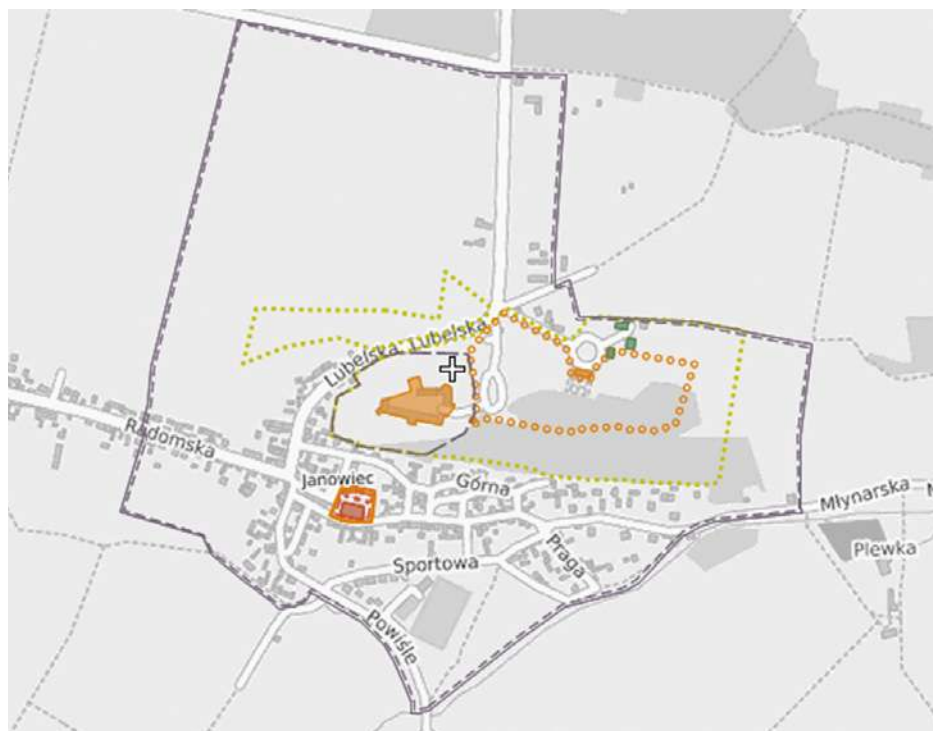 Lubelska, Lubelska
Radomska
Janowiec
Górna
Młynarska
N
Plewka
Praga
Sportowa
Powiśle